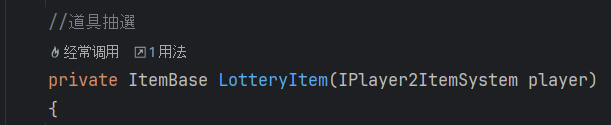 //道具抽選
经常调用 1用法
private ItemBase LotteryItem(IPlayer2ItemSystem player)
{